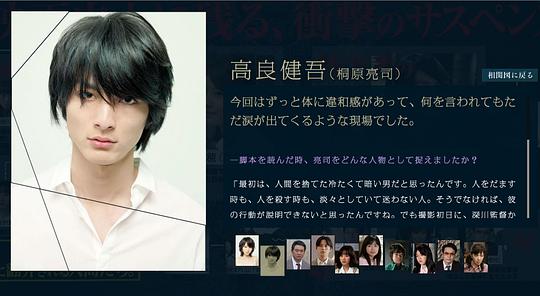 高良健吾（桐原亮司）
相関図に戻る
今回はずっと体に違和感があって、何を言われてもた
だ涙が出てくるような現場でした。
―脚本を読んだ時、亮司をどんな人物として捉えましたか？
「最初は、人間を捨てた冷たくて暗い男だと思ったんです。人をだます
時も、人を殺す時も、淡々としていて迷わない人。そうでなければ、彼
の行動が説明できないと思ったんですね。でも撮影初日に、深川監督か